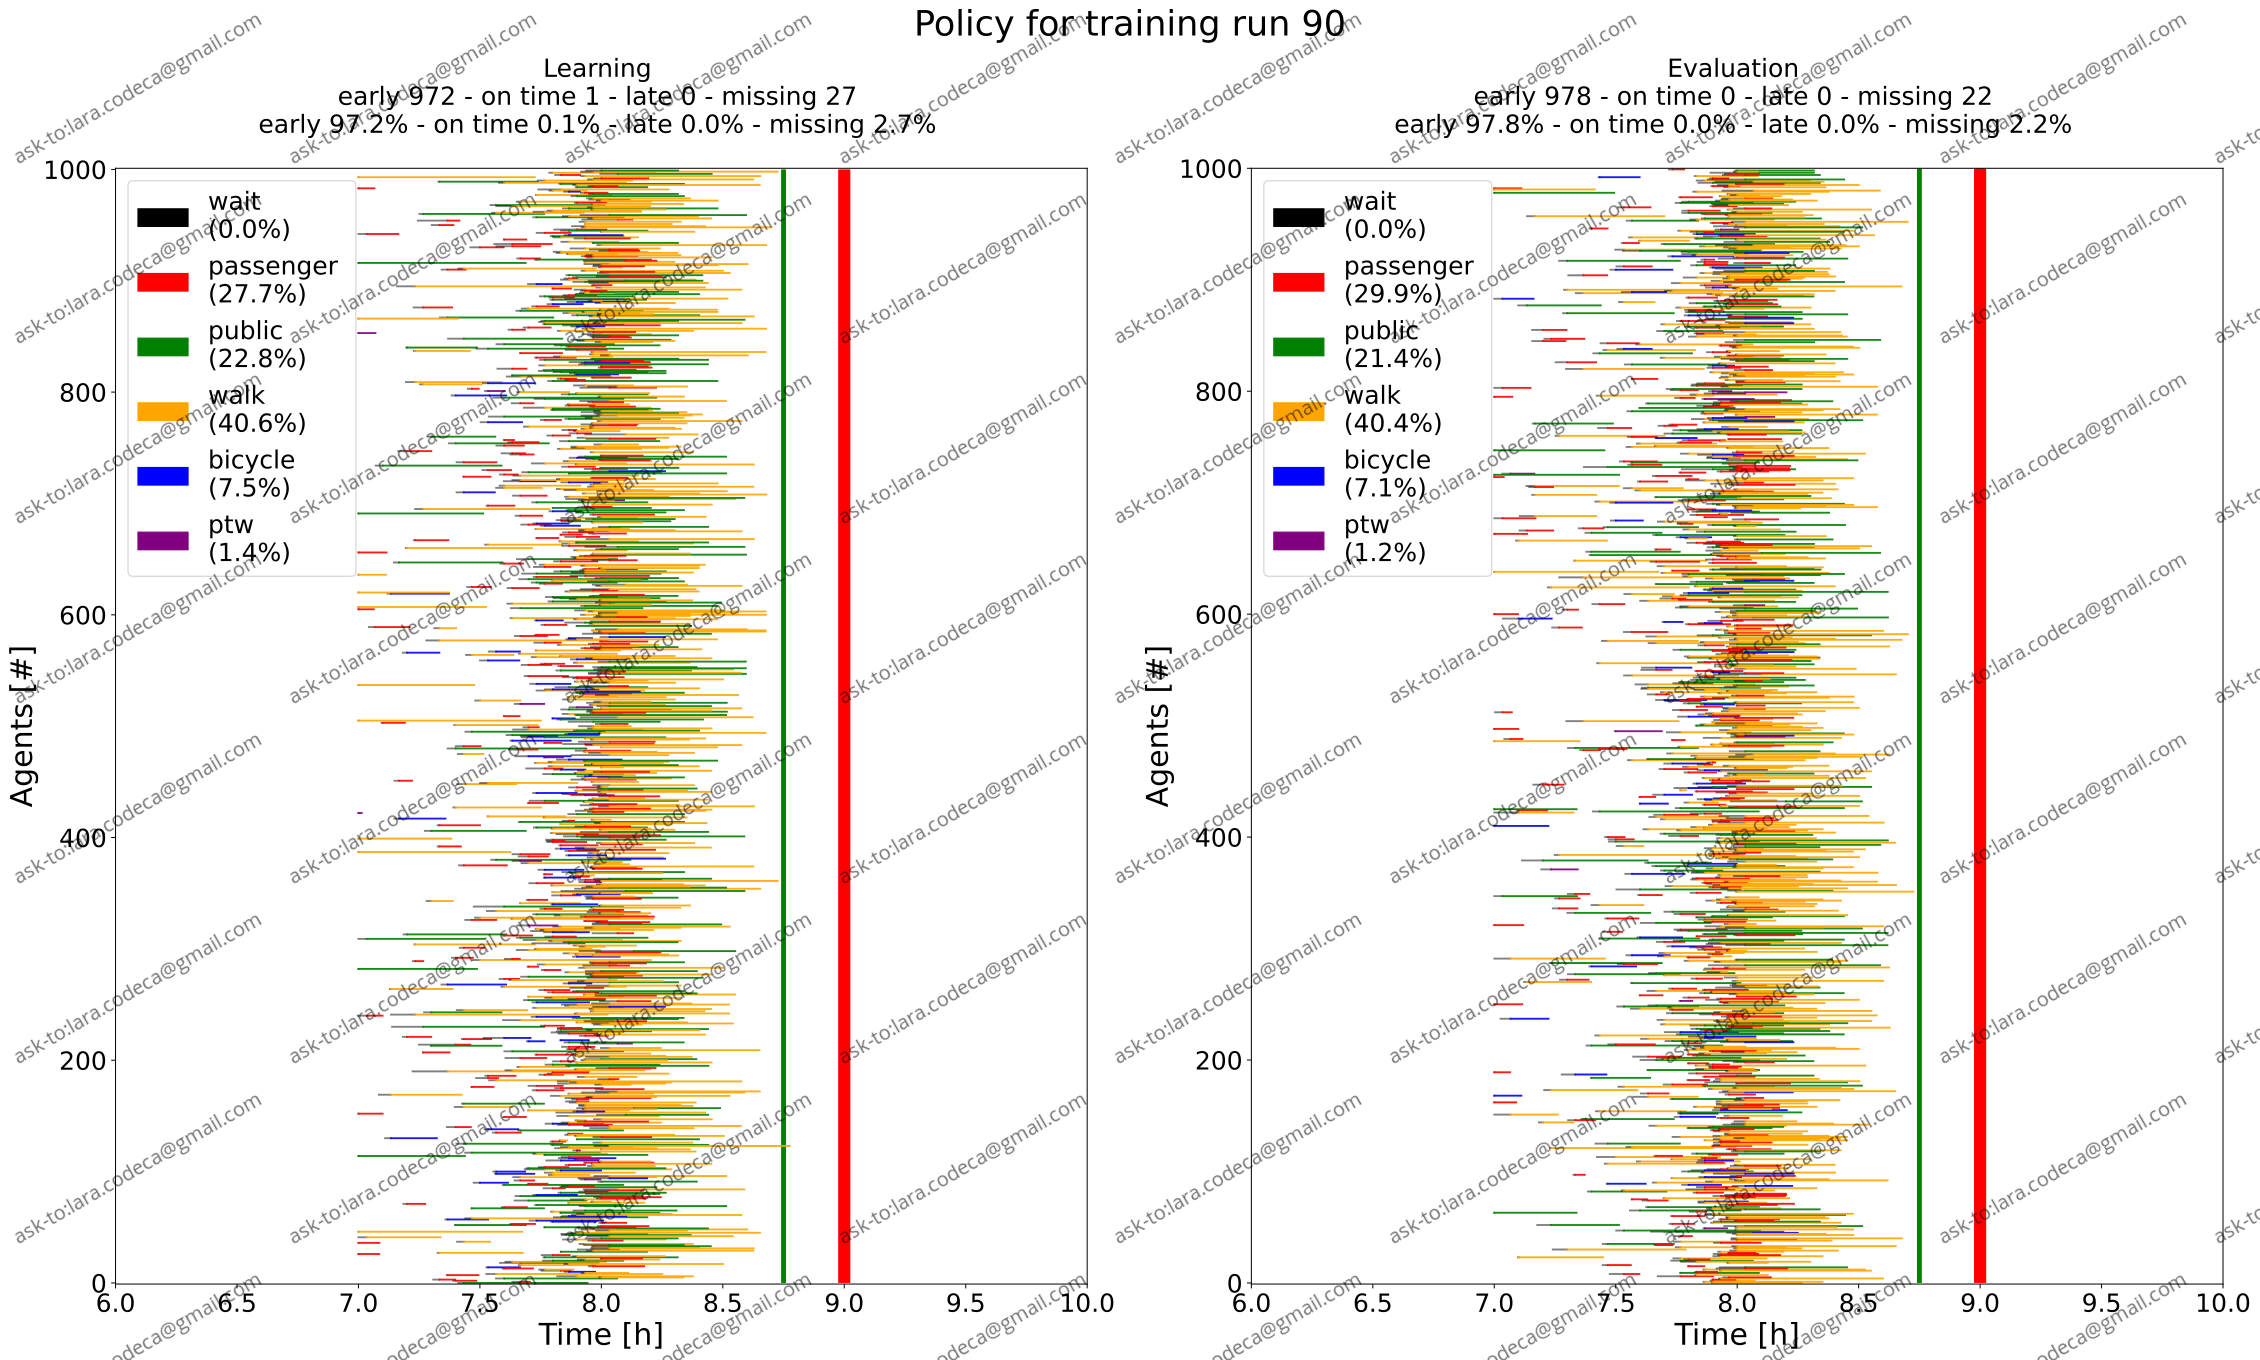 Policy for training run 90
Learning
early 972 - on time 1 - late 0 - missing 27
early 97.2% - on time 0.1% - late 0.0% - missing 2.7%
Agents [#]
1000
800
600
400
200
0
wait
(0.0%)
passenger
(27.7%)
public
(22.8%)
walk
(40.6%)
bicycle
(7.5%)
ptw
(1.4%)
6.0 6.5 7.0 7.5 8.0 8.5 9.0 9.5 10.0
Time [h]
Evaluation
early 978 - on time 0 - late 0 - missing 22
early 97.8% - on time 0.0% - late 0.0% - missing 2.2%
Agents [#]
1000
800
600
400
200
0
wait
(0.0%)
passenger
(29.9%)
public
(21.4%)
walk
(40.4%)
bicycle
(7.1%)
ptw
(1.2%)
6.0 6.5 7.0 7.5 8.0 8.5 9.0 9.5 10.0
Time [h]
ask-to:lara.codeca@gmail.com